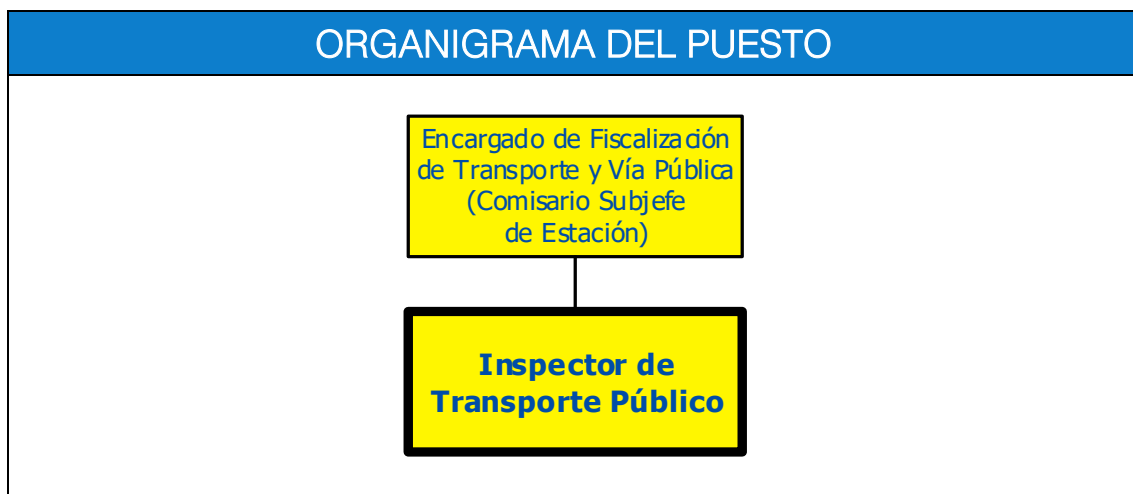 ORGANIGRAMA DEL PUESTO
Encargado de Fiscalización
de Transporte y Vía Pública
(Comisario Subjefe
de Estación)
Inspector de
Transporte Público